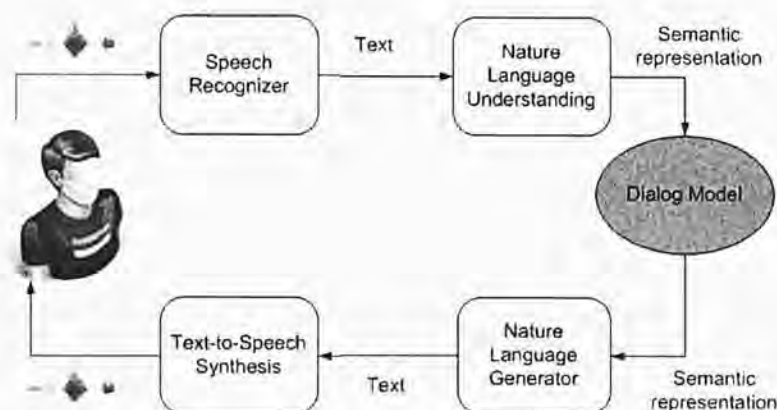 Speech
Recognizer
Text
Nature
Language
Understanding
Semantic
representation
Dialog Model
Text-to-Speech
Synthesis
Text
Nature
Language
Generator
Semantic
representation